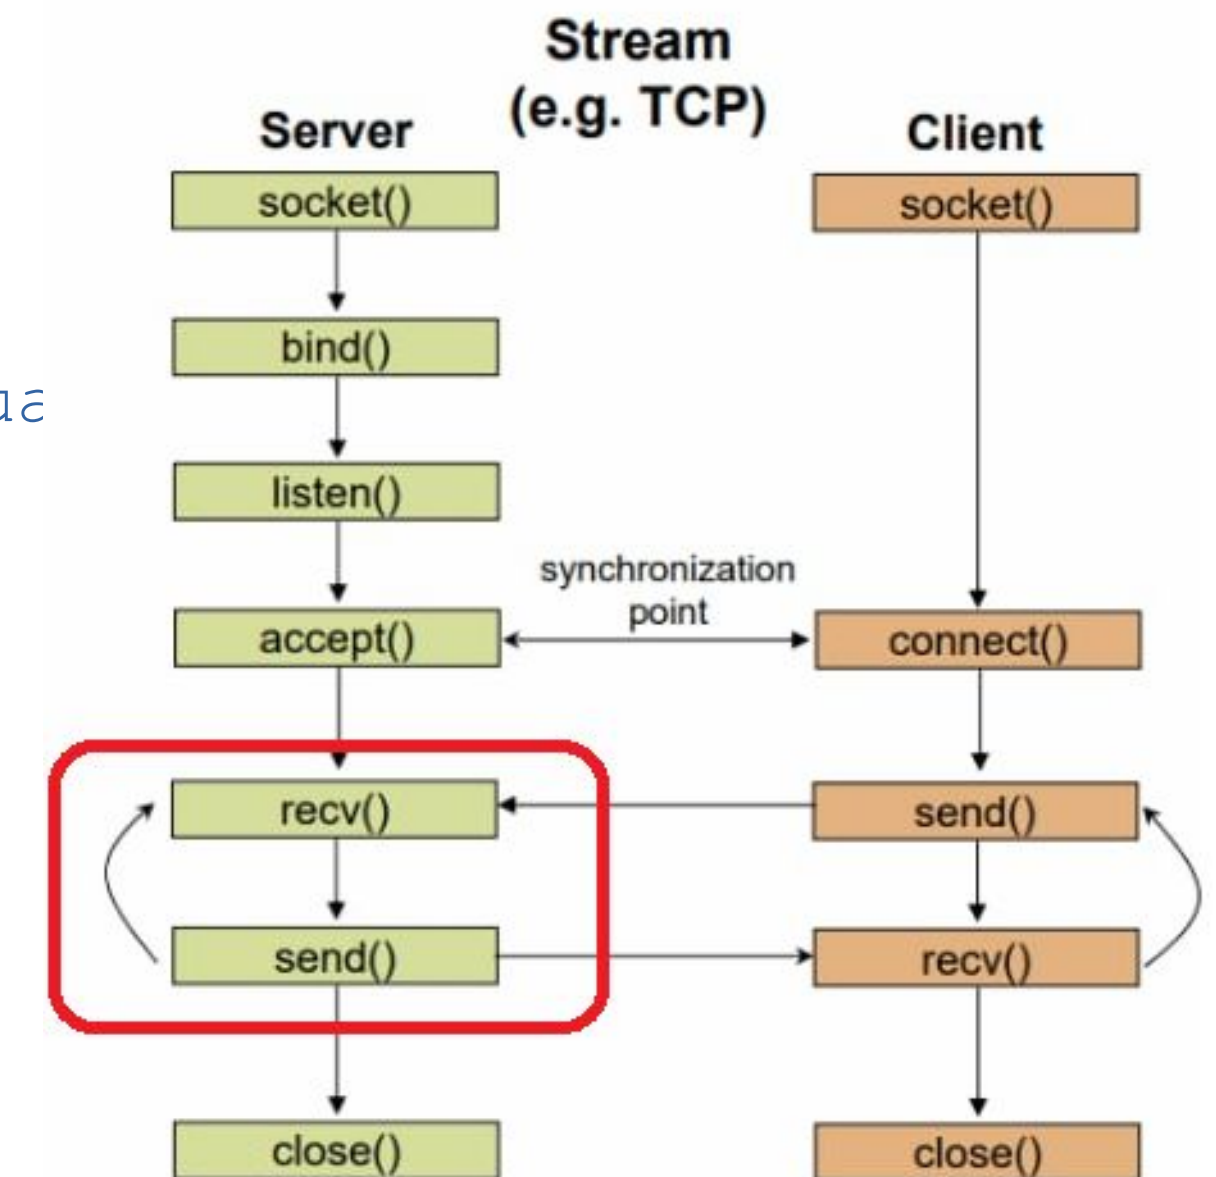 Stream
(e.g. TCP)
Server
Client
socket()
socket()
bind()
listen()
synchronization
point
accept()
connect()
recv()
send()
send()
recv()
close()
close()